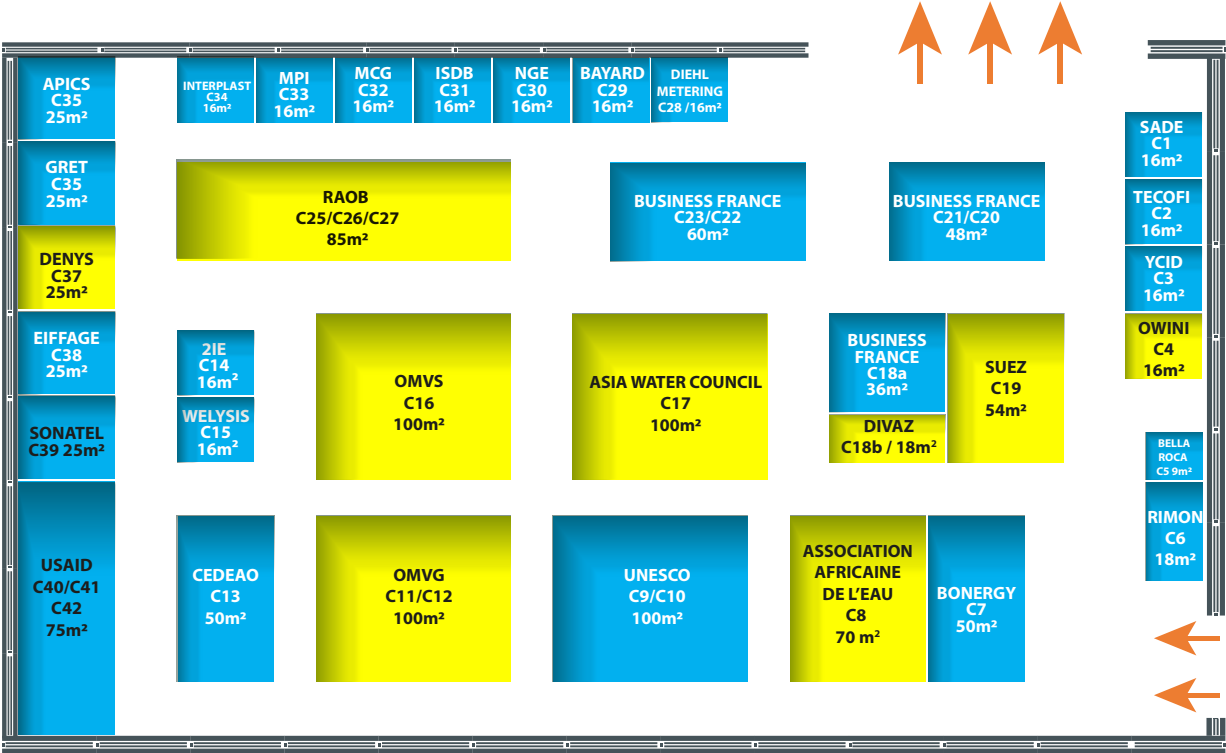 APICS
C35
25m²
INTERPLAST
C34
16m²
MPI
C33
16m²
MCG
C32
16m²
ISDB
C31
16m²
NGE
C30
16m²
BAYARD
C29
16m²
DIEHL
METERING
C28 /16m²
SADE
C1
16m²
GRET
C35
25m²
RAOB
C25/C26/C27
85m²
BUSINESS FRANCE
C23/C22
60m²
BUSINESS FRANCE
C21/C20
48m²
TECOFI
C2
16m²
DENYS
C37
25m²
YCID
C3
16m²
EIFFAGE
C38
25m²
2IE
C14
16m²
OMVS
C16
100m²
ASIA WATER COUNCIL
C17
100m²
BUSINESS
FRANCE
C18a
36m²
SUEZ
C19
54m²
OWINI
C4
16m²
SONATEL
C39 25m²
WELYSIS
C15
16m²
DIVAZ
C18b / 18m²
BELLA
ROCA
C5 9m²
USAID
C40/C41
C42
75m²
CEDEAO
C13
50m²
OMVG
C11/C12
100m²
UNESCO
C9/C10
100m²
ASSOCIATION
AFRICAINE
DE L'EAU
C8
70 m²
BONERGY
C7
50m²
RIMON
C6
18m²